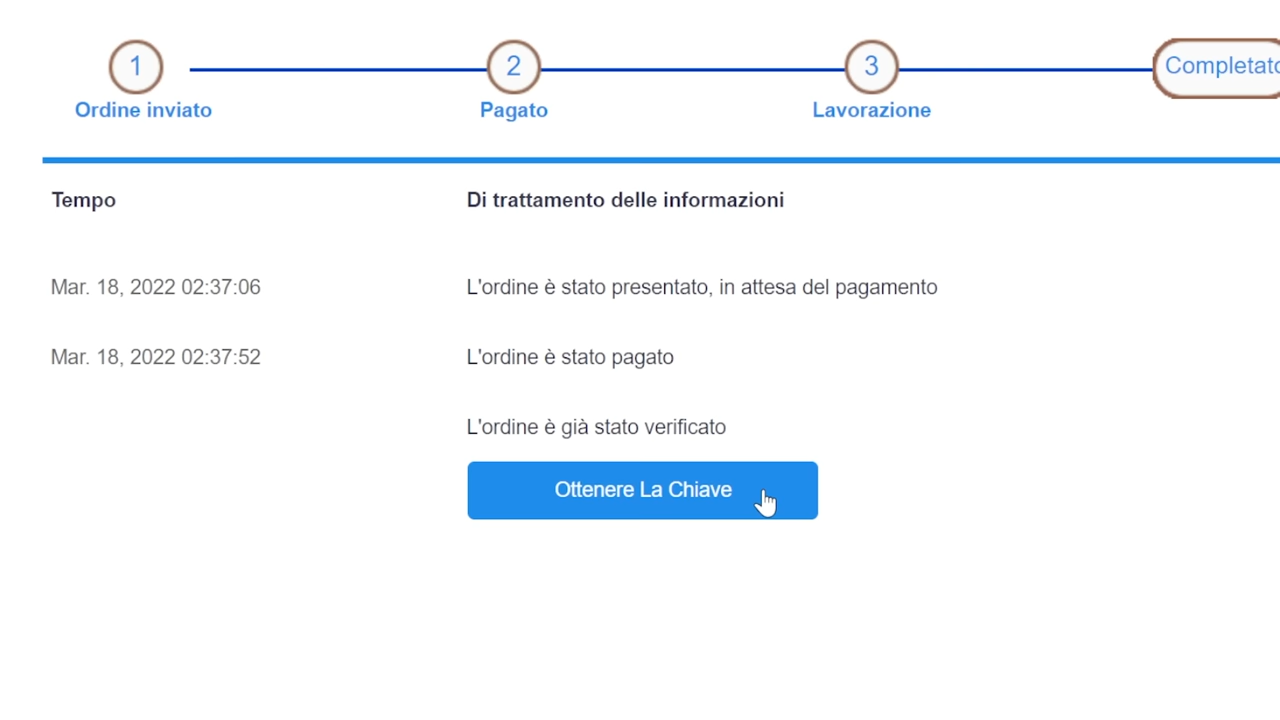 1
2
3
Completato
Ordine inviato
Pagato
Lavorazione
Tempo
Di trattamento delle informazioni
Mar. 18, 2022 02:37:06
L'ordine è stato presentato, in attesa del pagamento
Mar. 18, 2022 02:37:52
L'ordine è stato pagato
L'ordine è già stato verificato
Ottenere La Chiave